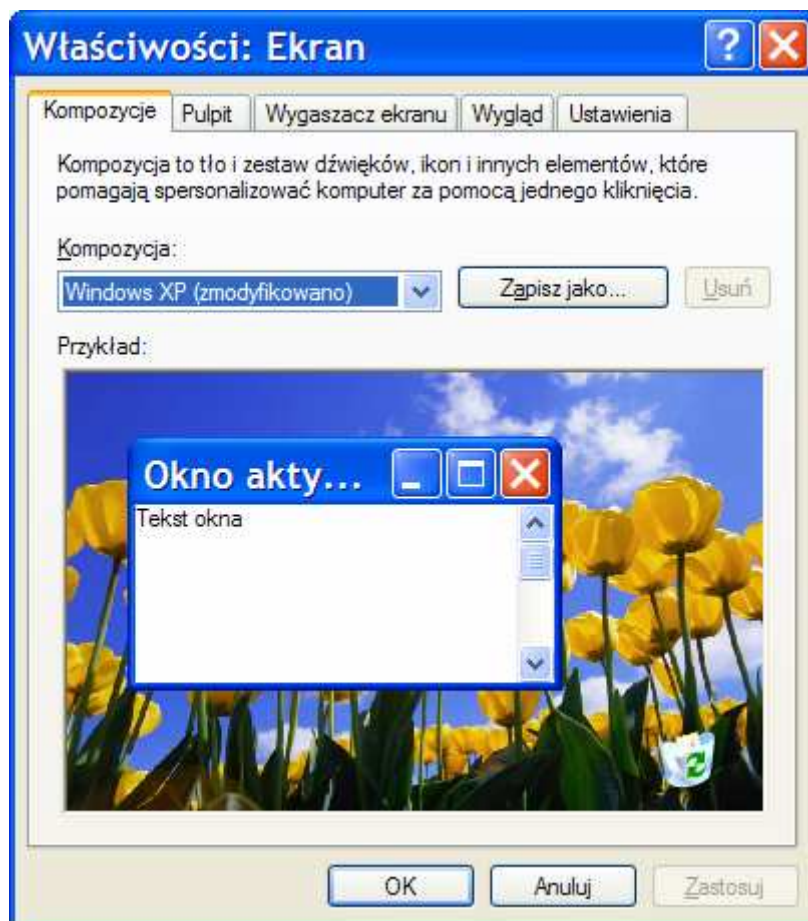 Właściwości: Ekran
Kompozycje Pulpit Wygaszacz ekranu Wygląd Ustawienia
Kompozycja to tło i zestaw dźwięków, ikon i innych elementów, które
pomagają spersonalizować komputer za pomocą jednego kliknięcia.
Kompozycja:
Windows XP (zmodyfikowano) Zapisz jako... Usuń
Przykład:
Okno akty...
Tekst okna
OK Anuluj Zastosuj